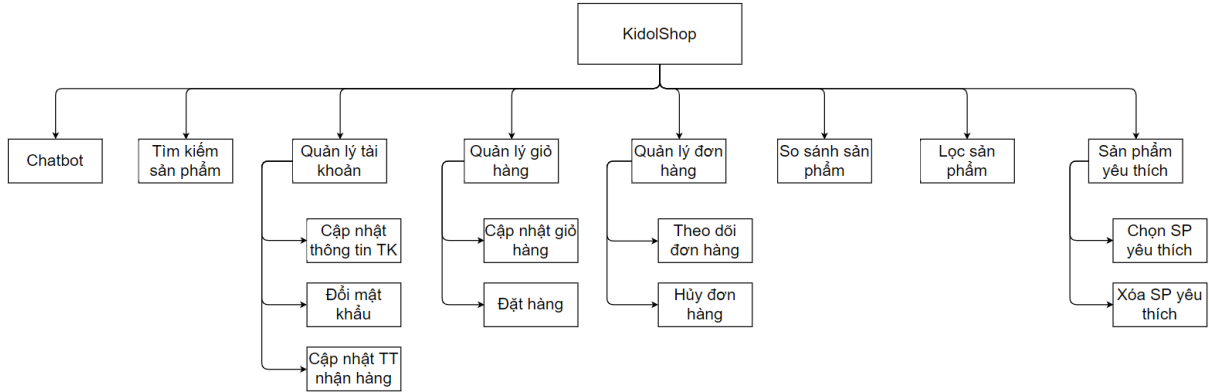 KidolShop
Chatbot
Tìm kiếm
sản phẩm
Quản lý tài
khoản
Quản lý giỏ
hàng
Quản lý đơn
hàng
So sánh sản
phẩm
Lọc sản
phẩm
Sản phẩm
yêu thích
Cập nhật
thông tin TK
Đổi mật
khẩu
Cập nhật TT
nhận hàng
Cập nhật giỏ
hàng
Đặt hàng
Theo dõi
đơn hàng
Hủy đơn
hàng
Chọn SP
yêu thích
Xóa SP yêu
thích